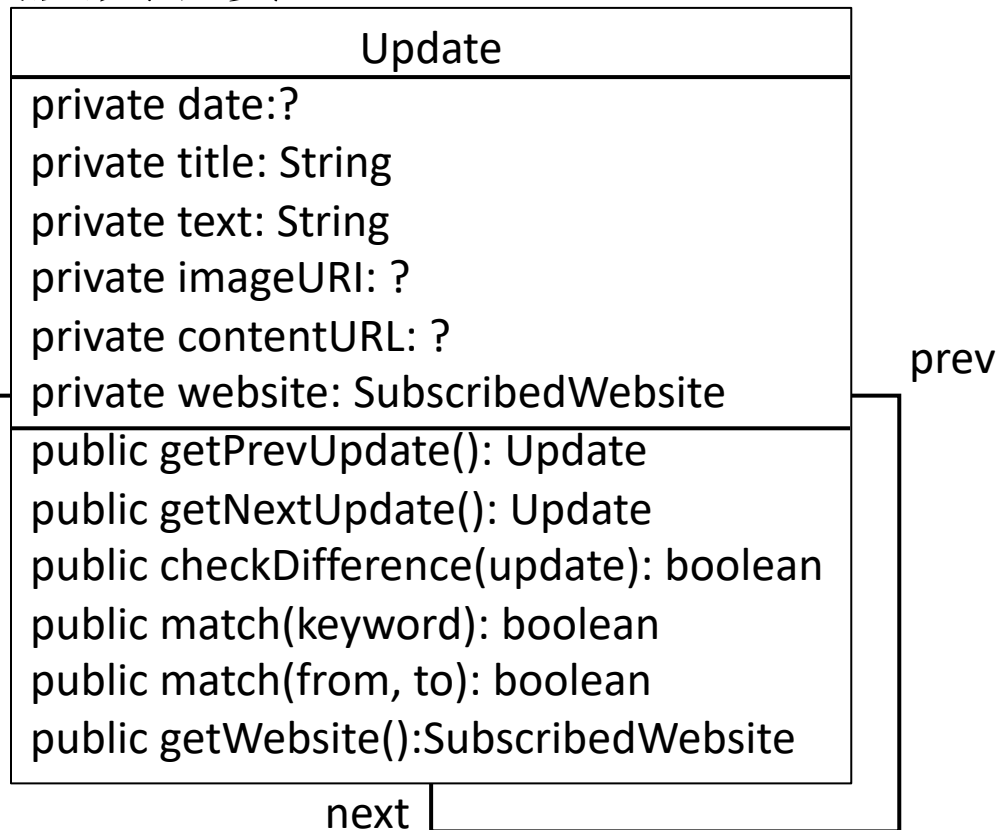 Update
private date:?
private title: String
private text: String
private imageURI: ?
private contentURL: ?
private website: SubscribedWebsite
prev
public getPrevUpdate(): Update
public getNextUpdate(): Update
public checkDifference(update): boolean
public match(keyword): boolean
public match(from, to): boolean
public getWebsite():SubscribedWebsite
next